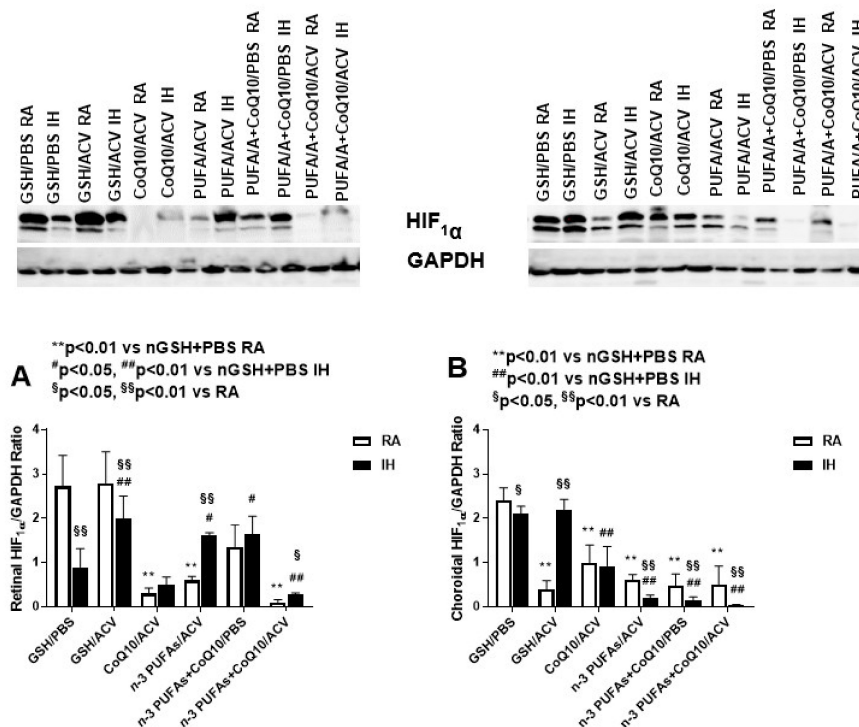 GSH/PBS RA
GSH/PBS IH
GSH/ACV RA
GSH/ACV IH
CoQ10/ACV RA
CoQ10/ACV IH
PUFA/ACV RA
PUFA/ACV IH
PUFA/A+CoQ10/PBS RA
PUFA/A+CoQ10/PBS IH
PUFA/A+CoQ10/ACV RA
PUFA/A+CoQ10/ACV IH
GSH/PBS RA
GSH/PBS IH
GSH/ACV RA
GSH/ACV IH
CoQ10/ACV RA
CoQ10/ACV IH
PUFA/ACV RA
PUFA/ACV IH
PUFA/A+CoQ10/PBS RA
PUFA/A+CoQ10/PBS IH
PUFA/A+CoQ10/ACV RA
PUFA/A+CoQ10/ACV IH
HIF1α
GAPDH
A
**p<0.01 vs nGSH+PBS RA
#p<0.05, ##p<0.01 vs nGSH+PBS IH
§p<0.05, §§p<0.01 vs RA
Retinal HIF1α/GAPDH Ratio
4
3
2
1
0
§§
§§
##
**
**
§§
#
#
**
§
##
RA
IH
GSH/PBS
GSH/ACV
CoQ10/ACV
n-3 PUFAs/ACV
n-3 PUFAs+CoQ10/PBS
n-3 PUFAs+CoQ10/ACV
B
**p<0.01 vs nGSH+PBS RA
##p<0.01 vs nGSH+PBS IH
§p<0.05, §§p<0.01 vs RA
Choroidal HIF1α/GAPDH Ratio
4
3
2
1
0
§
**
§§
**
##
**
§§
##
**
§§
##
**
§§
##
RA
IH
GSH/PBS
GSH/ACV
CoQ10/ACV
n-3 PUFAs/ACV
n-3 PUFAs+CoQ10/PBS
n-3 PUFAs+CoQ10/ACV